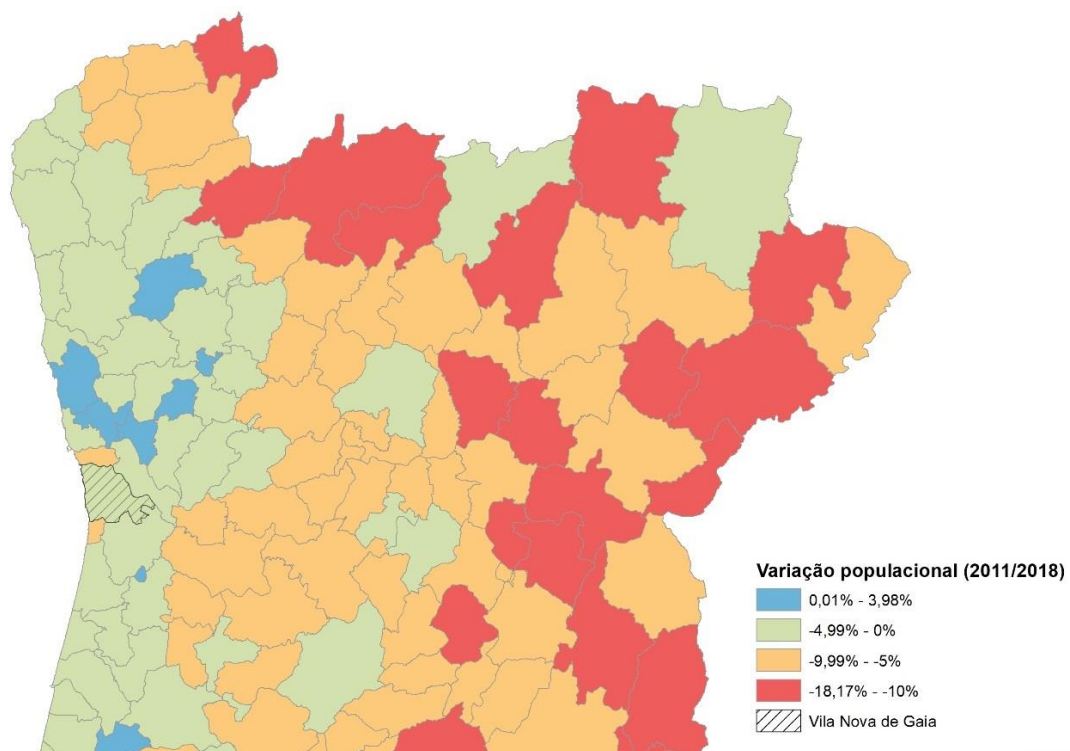 Variação populacional (2011/2018)
0,01% - 3,98%
-4,99% - 0%
-9,99% - -5%
-18,17% - -10%
Vila Nova de Gaia